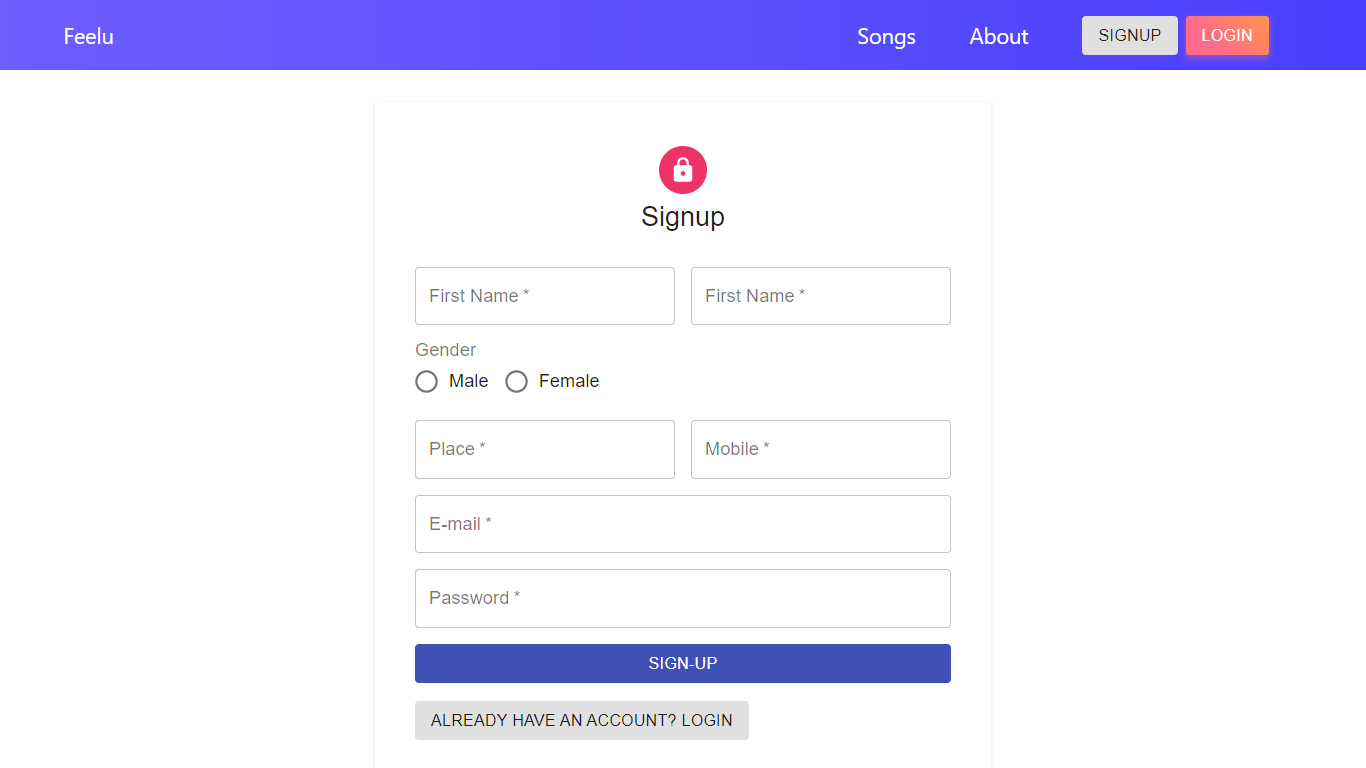 Feelu Songs About SIGNUP LOGIN
Signup
First Name * First Name *
Gender
Male Female
Place * Mobile *
E-mail *
Password *
SIGN-UP
ALREADY HAVE AN ACCOUNT? LOGIN